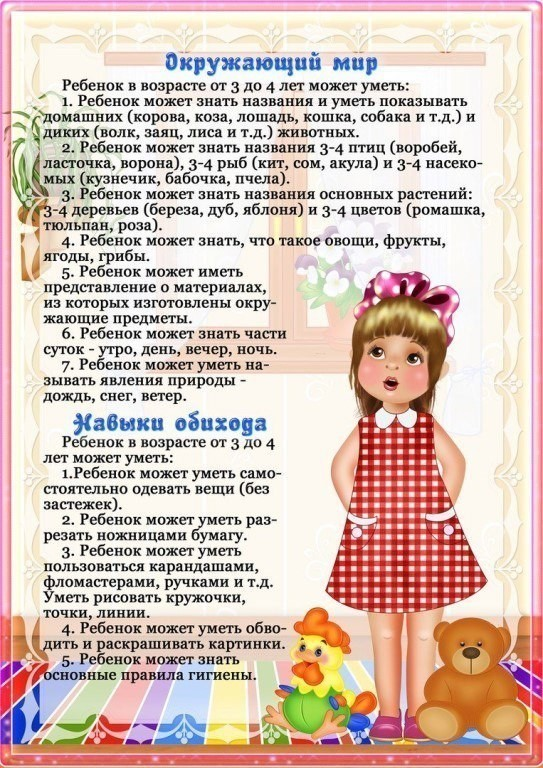 Окружающий мир
Ребенок в возрасте от 3 до 4 лет может уметь:
1. Ребенок может знать названия и уметь показывать
домашних (корова, коза, лошадь, кошка, собака и т.д.) и
диких (волк, заяц, лиса и т.д.) животных.
2. Ребенок может знать названия 3-4 птиц (воробей,
ласточка, ворона), 3-4 рыб (кит, сом, акула) и 3-4 насеко-
мых (кузнечик, бабочка, пчела).
3. Ребенок может знать названия основных растений:
3-4 деревьев (береза, дуб, яблоня) и 3-4 цветов (ромашка,
тюльпан, роза).
4. Ребенок может знать, что такое овощи, фрукты,
ягоды, грибы.
5. Ребенок может иметь
представление о материалах,
из которых изготовлены окру-
жающие предметы.
6. Ребенок может знать части
суток - утро, день, вечер, ночь.
7. Ребенок может уметь на-
зывать явления природы -
дождь, снег, ветер.
Навыки обихода
Ребенок в возрасте от 3 до 4
лет может уметь:
1.Ребенок может уметь само-
стоятельно одевать вещи (без
застежек).
2. Ребенок может уметь раз-
резать ножницами бумагу.
3. Ребенок может уметь
пользоваться карандашами,
фломастерами, ручками и т.д.
Уметь рисовать кружочки,
точки, линии.
4. Ребенок может уметь обво-
дить и раскрашивать картинки.
5. Ребенок может знать
основные правила гигиены.